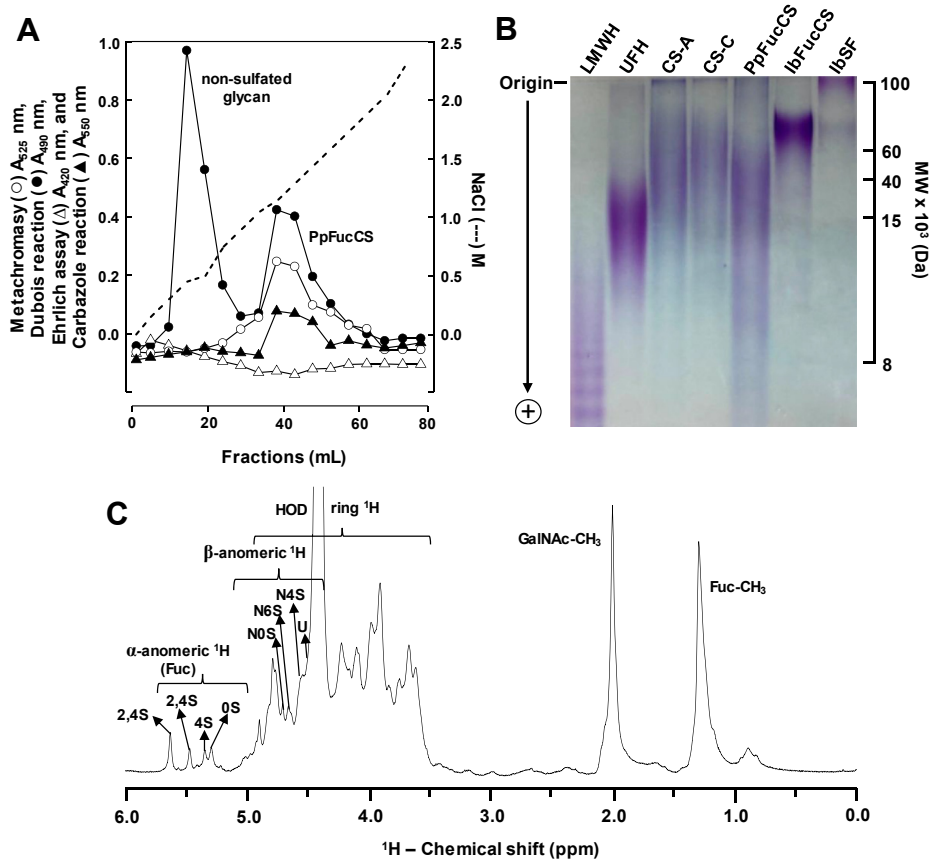 A
Metachromasy (○) A525 nm,
Dubois reaction (●) A490 nm,
Ehrlich assay (△) A420 nm, and
Carbazole reaction (▲) A550 nm
1.0
0.8
0.6
0.4
0.2
0.0
non-sulfated
glycan
PpFucCS
2.5
2.0
1.5
1.0
0.5
0.0
NaCl (---) M
0
20
40
60
80
Fractions (mL)
B
LMWH
UFH
CS-A
CS-C
PpFucCS
IbFucCS
IbSF
Origin
+
100
60
40
15
8
MW x 10³ (Da)
C
HOD
ring ¹H
β-anomeric ¹H
N4S
N6S
N0S
U
α-anomeric ¹H
(Fuc)
2,4S
2,4S
4S
0S
GalNAc-CH₃
Fuc-CH₃
6.0
5.0
4.0
3.0
2.0
1.0
0.0
¹H – Chemical shift (ppm)